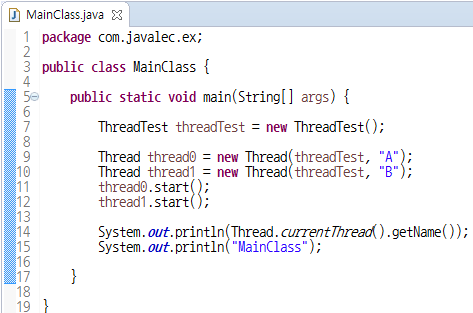 MainClass.java
1 package com.javalec.ex;
2
3 public class MainClass {
4
5 public static void main(String[] args) {
6
7 ThreadTest threadTest = new ThreadTest();
8
9 Thread thread0 = new Thread(threadTest, "A");
10 Thread thread1 = new Thread(threadTest, "B");
11 thread0.start();
12 thread1.start();
13
14 System.out.println(Thread.currentThread().getName());
15 System.out.println("MainClass");
16
17 }
18
19 }